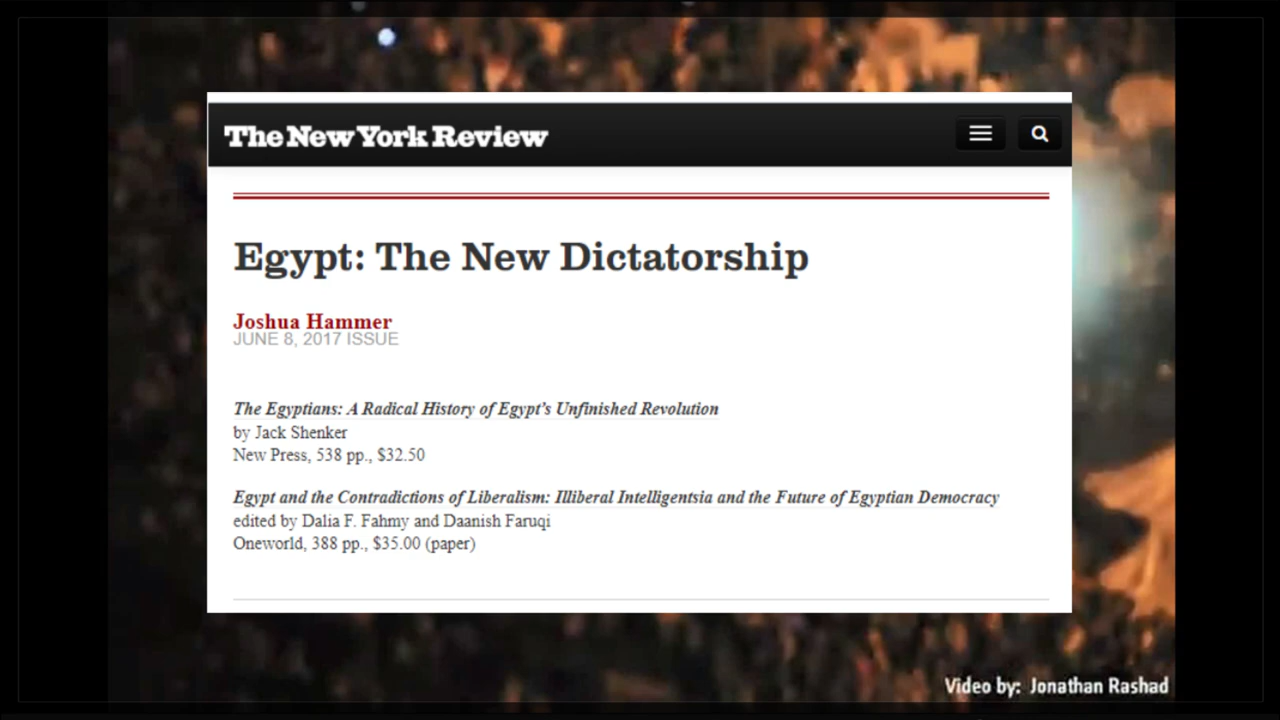 The New York Review
Egypt: The New Dictatorship
Joshua Hammer
JUNE 8, 2017 ISSUE
The Egyptians: A Radical History of Egypt's Unfinished Revolution
by Jack Shenker
New Press, 538 pp., $32.50
Egypt and the Contradictions of Liberalism: Illiberal Intelligentsia and the Future of Egyptian Democracy
edited by Dalia F. Fahmy and Daanish Faruqi
Oneworld, 388 pp., $35.00 (paper)
Video by: Jonathan Rashad